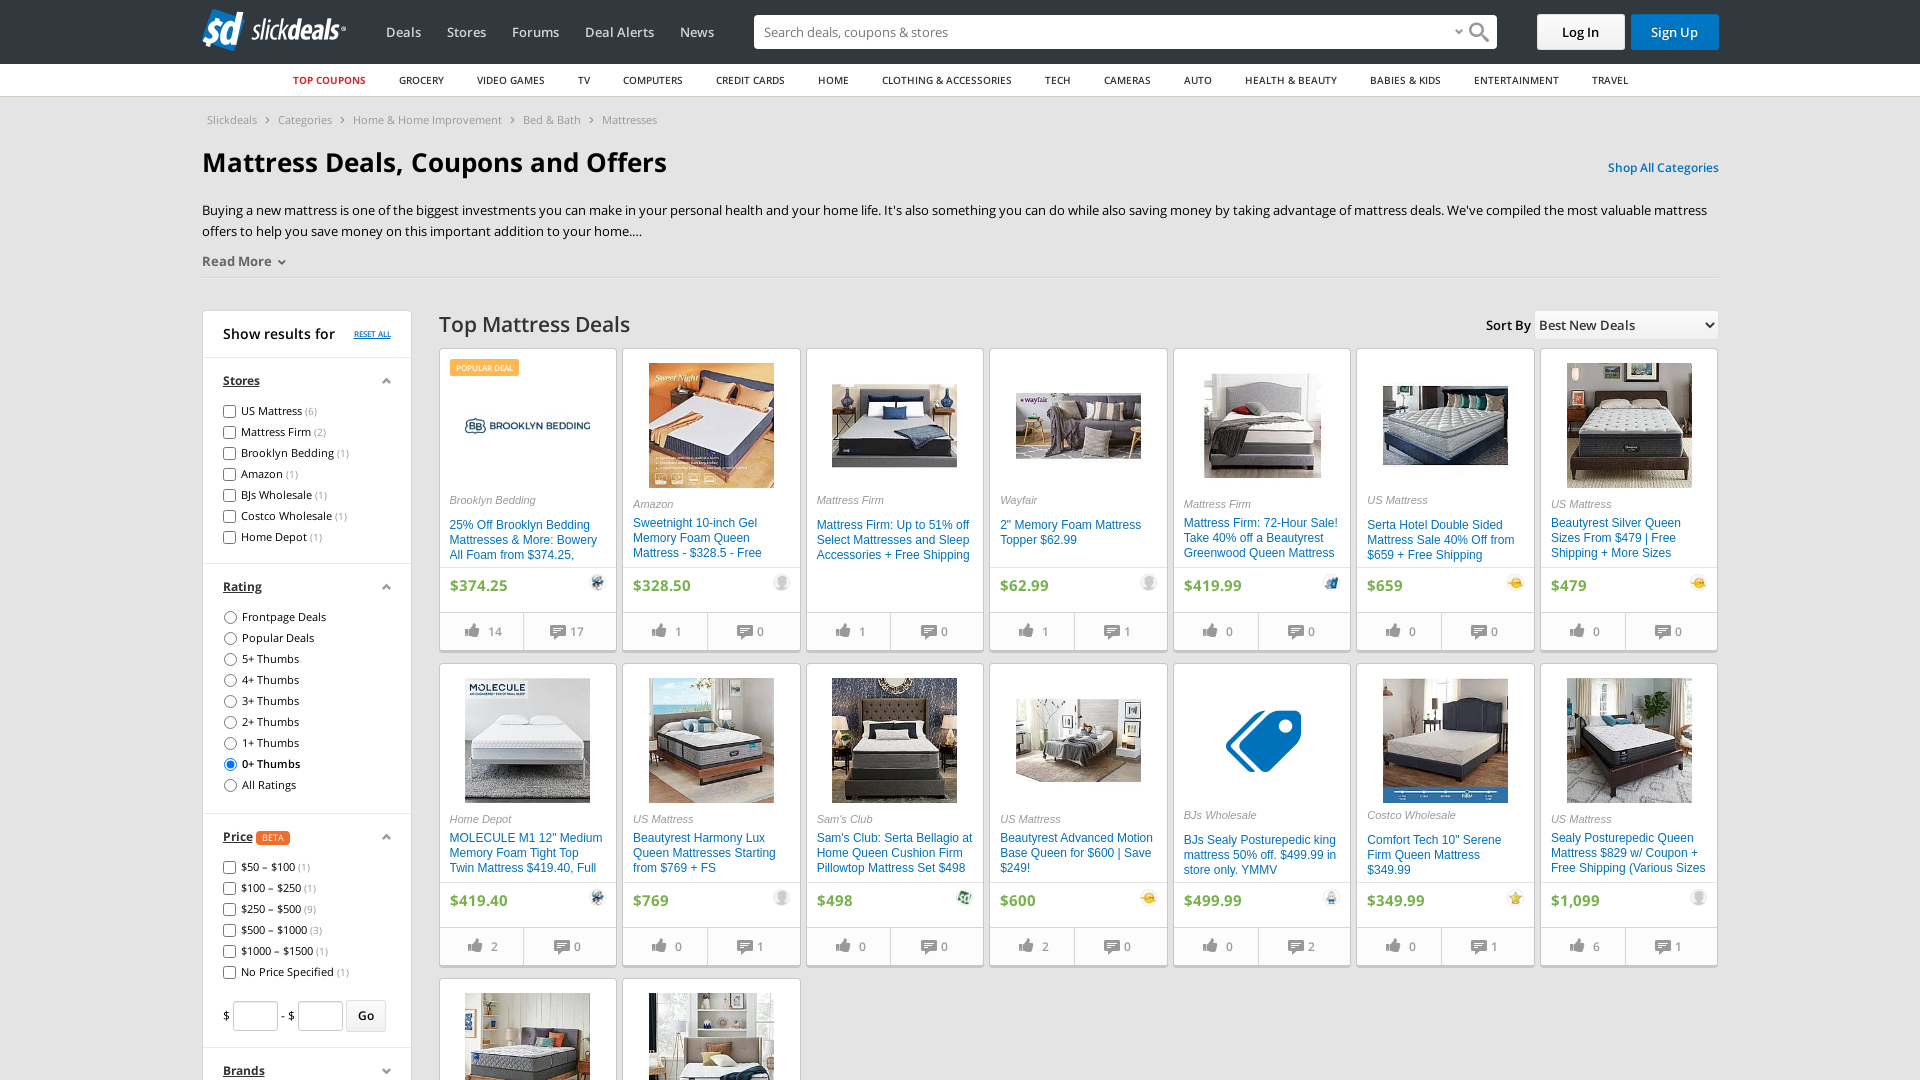 sd slickdeals
Deals
Stores
Forums
Deal Alerts
News
Search deals, coupons & stores
Log In
Sign Up
TOP COUPONS
GROCERY
VIDEO GAMES
TV
COMPUTERS
CREDIT CARDS
HOME
CLOTHING & ACCESSORIES
TECH
CAMERAS
AUTO
HEALTH & BEAUTY
BABIES & KIDS
ENTERTAINMENT
TRAVEL
Slickdeals > Categories > Home & Home Improvement > Bed & Bath > Mattresses
Mattress Deals, Coupons and Offers
Shop All Categories
Buying a new mattress is one of the biggest investments you can make in your personal health and your home life. It's also something you can do while also saving money by taking advantage of mattress deals. We've compiled the most valuable mattress
offers to help you save money on this important addition to your home....
Read More
Show results for
RESET ALL
Stores
US Mattress (6)
Mattress Firm (2)
Brooklyn Bedding (1)
Amazon (1)
BJs Wholesale (1)
Costco Wholesale (1)
Home Depot (1)
Rating
Frontpage Deals
Popular Deals
5+ Thumbs
4+ Thumbs
3+ Thumbs
2+ Thumbs
1+ Thumbs
0+ Thumbs
All Ratings
Price BETA
$50 – $100 (1)
$100 – $250 (1)
$250 – $500 (9)
$500 – $1000 (3)
$1000 – $1500 (1)
No Price Specified (1)
$ - $ Go
Brands
Top Mattress Deals
Sort By Best New Deals
POPULAR DEAL
BB BROOKLYN BEDDING
Brooklyn Bedding
25% Off Brooklyn Bedding
Mattresses & More: Bowery
All Foam from $374.25,
$374.25
14
17
Sweet Night
Amazon
Sweetnight 10-inch Gel
Memory Foam Queen
Mattress - $328.5 - Free
$328.50
1
0
Mattress Firm
Mattress Firm: Up to 51% off
Select Mattresses and Sleep
Accessories + Free Shipping
1
0
wayfair
Wayfair
2" Memory Foam Mattress
Topper $62.99
$62.99
1
1
Mattress Firm
Mattress Firm: 72-Hour Sale!
Take 40% off a Beautyrest
Greenwood Queen Mattress
$419.99
0
0
US Mattress
Serta Hotel Double Sided
Mattress Sale 40% Off from
$659 + Free Shipping
$659
0
0
US Mattress
Beautyrest Silver Queen
Sizes From $479 | Free
Shipping + More Sizes
$479
0
0
MOLECULE
Home Depot
MOLECULE M1 12" Medium
Memory Foam Tight Top
Twin Mattress $419.40, Full
$419.40
2
0
US Mattress
Beautyrest Harmony Lux
Queen Mattresses Starting
from $769 + FS
$769
0
1
Sam's Club
Sam's Club: Serta Bellagio at
Home Queen Cushion Firm
Pillowtop Mattress Set $498
$498
0
0
US Mattress
Beautyrest Advanced Motion
Base Queen for $600 | Save
$249!
$600
2
0
BJs Wholesale
BJs Sealy Posturepedic king
mattress 50% off. $499.99 in
store only. YMMV
$499.99
0
2
Costco Wholesale
Comfort Tech 10" Serene
Firm Queen Mattress
$349.99
$349.99
0
1
US Mattress
Sealy Posturepedic Queen
Mattress $829 w/ Coupon +
Free Shipping (Various Sizes
$1,099
6
1